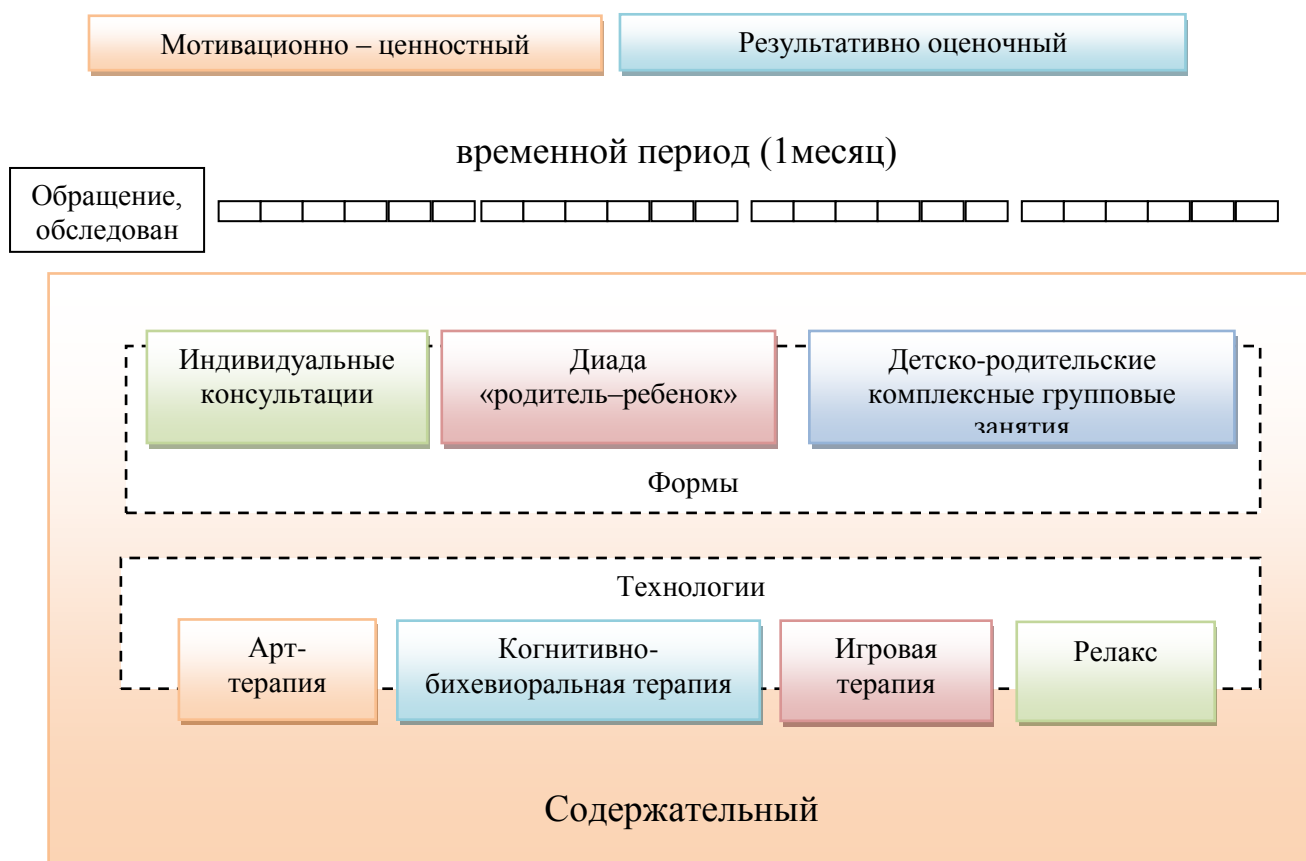 Мотивационно – ценностный
Результативно оценочный
временной период (1месяц)
Обращение,
обследован
Индивидуальные
консультации
Диада
«родитель–ребенок»
Детско-родительские
комплексные групповые
занятия
Формы
Технологии
Арт-
терапия
Когнитивно-
бихевиоральная терапия
Игровая
терапия
Релакс
Содержательный